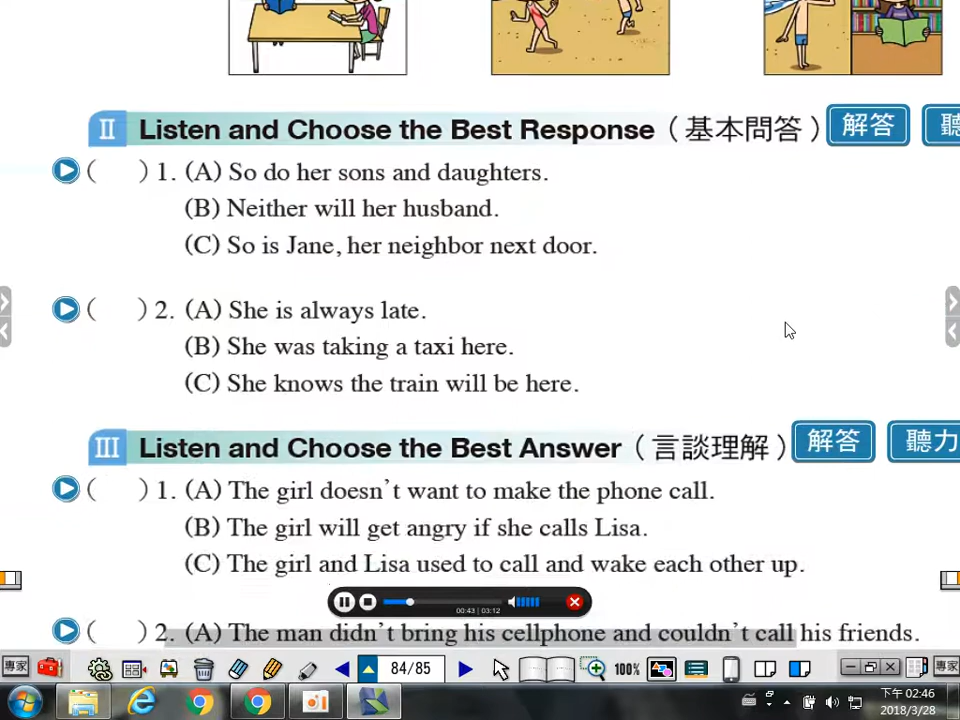 II Listen and Choose the Best Response（基本問答） 解答 聽
( ) 1. (A) So do her sons and daughters.
(B) Neither will her husband.
(C) So is Jane, her neighbor next door.
( ) 2. (A) She is always late.
(B) She was taking a taxi here.
(C) She knows the train will be here.
III Listen and Choose the Best Answer（言談理解） 解答 聽力
( ) 1. (A) The girl doesn't want to make the phone call.
(B) The girl will get angry if she calls Lisa.
(C) The girl and Lisa used to call and wake each other up.
00:43 | 03:12
( ) 2. (A) The man didn't bring his cellphone and couldn't call his friends.
專家 84/85 100% 專家
下午 02:46
2018/3/28